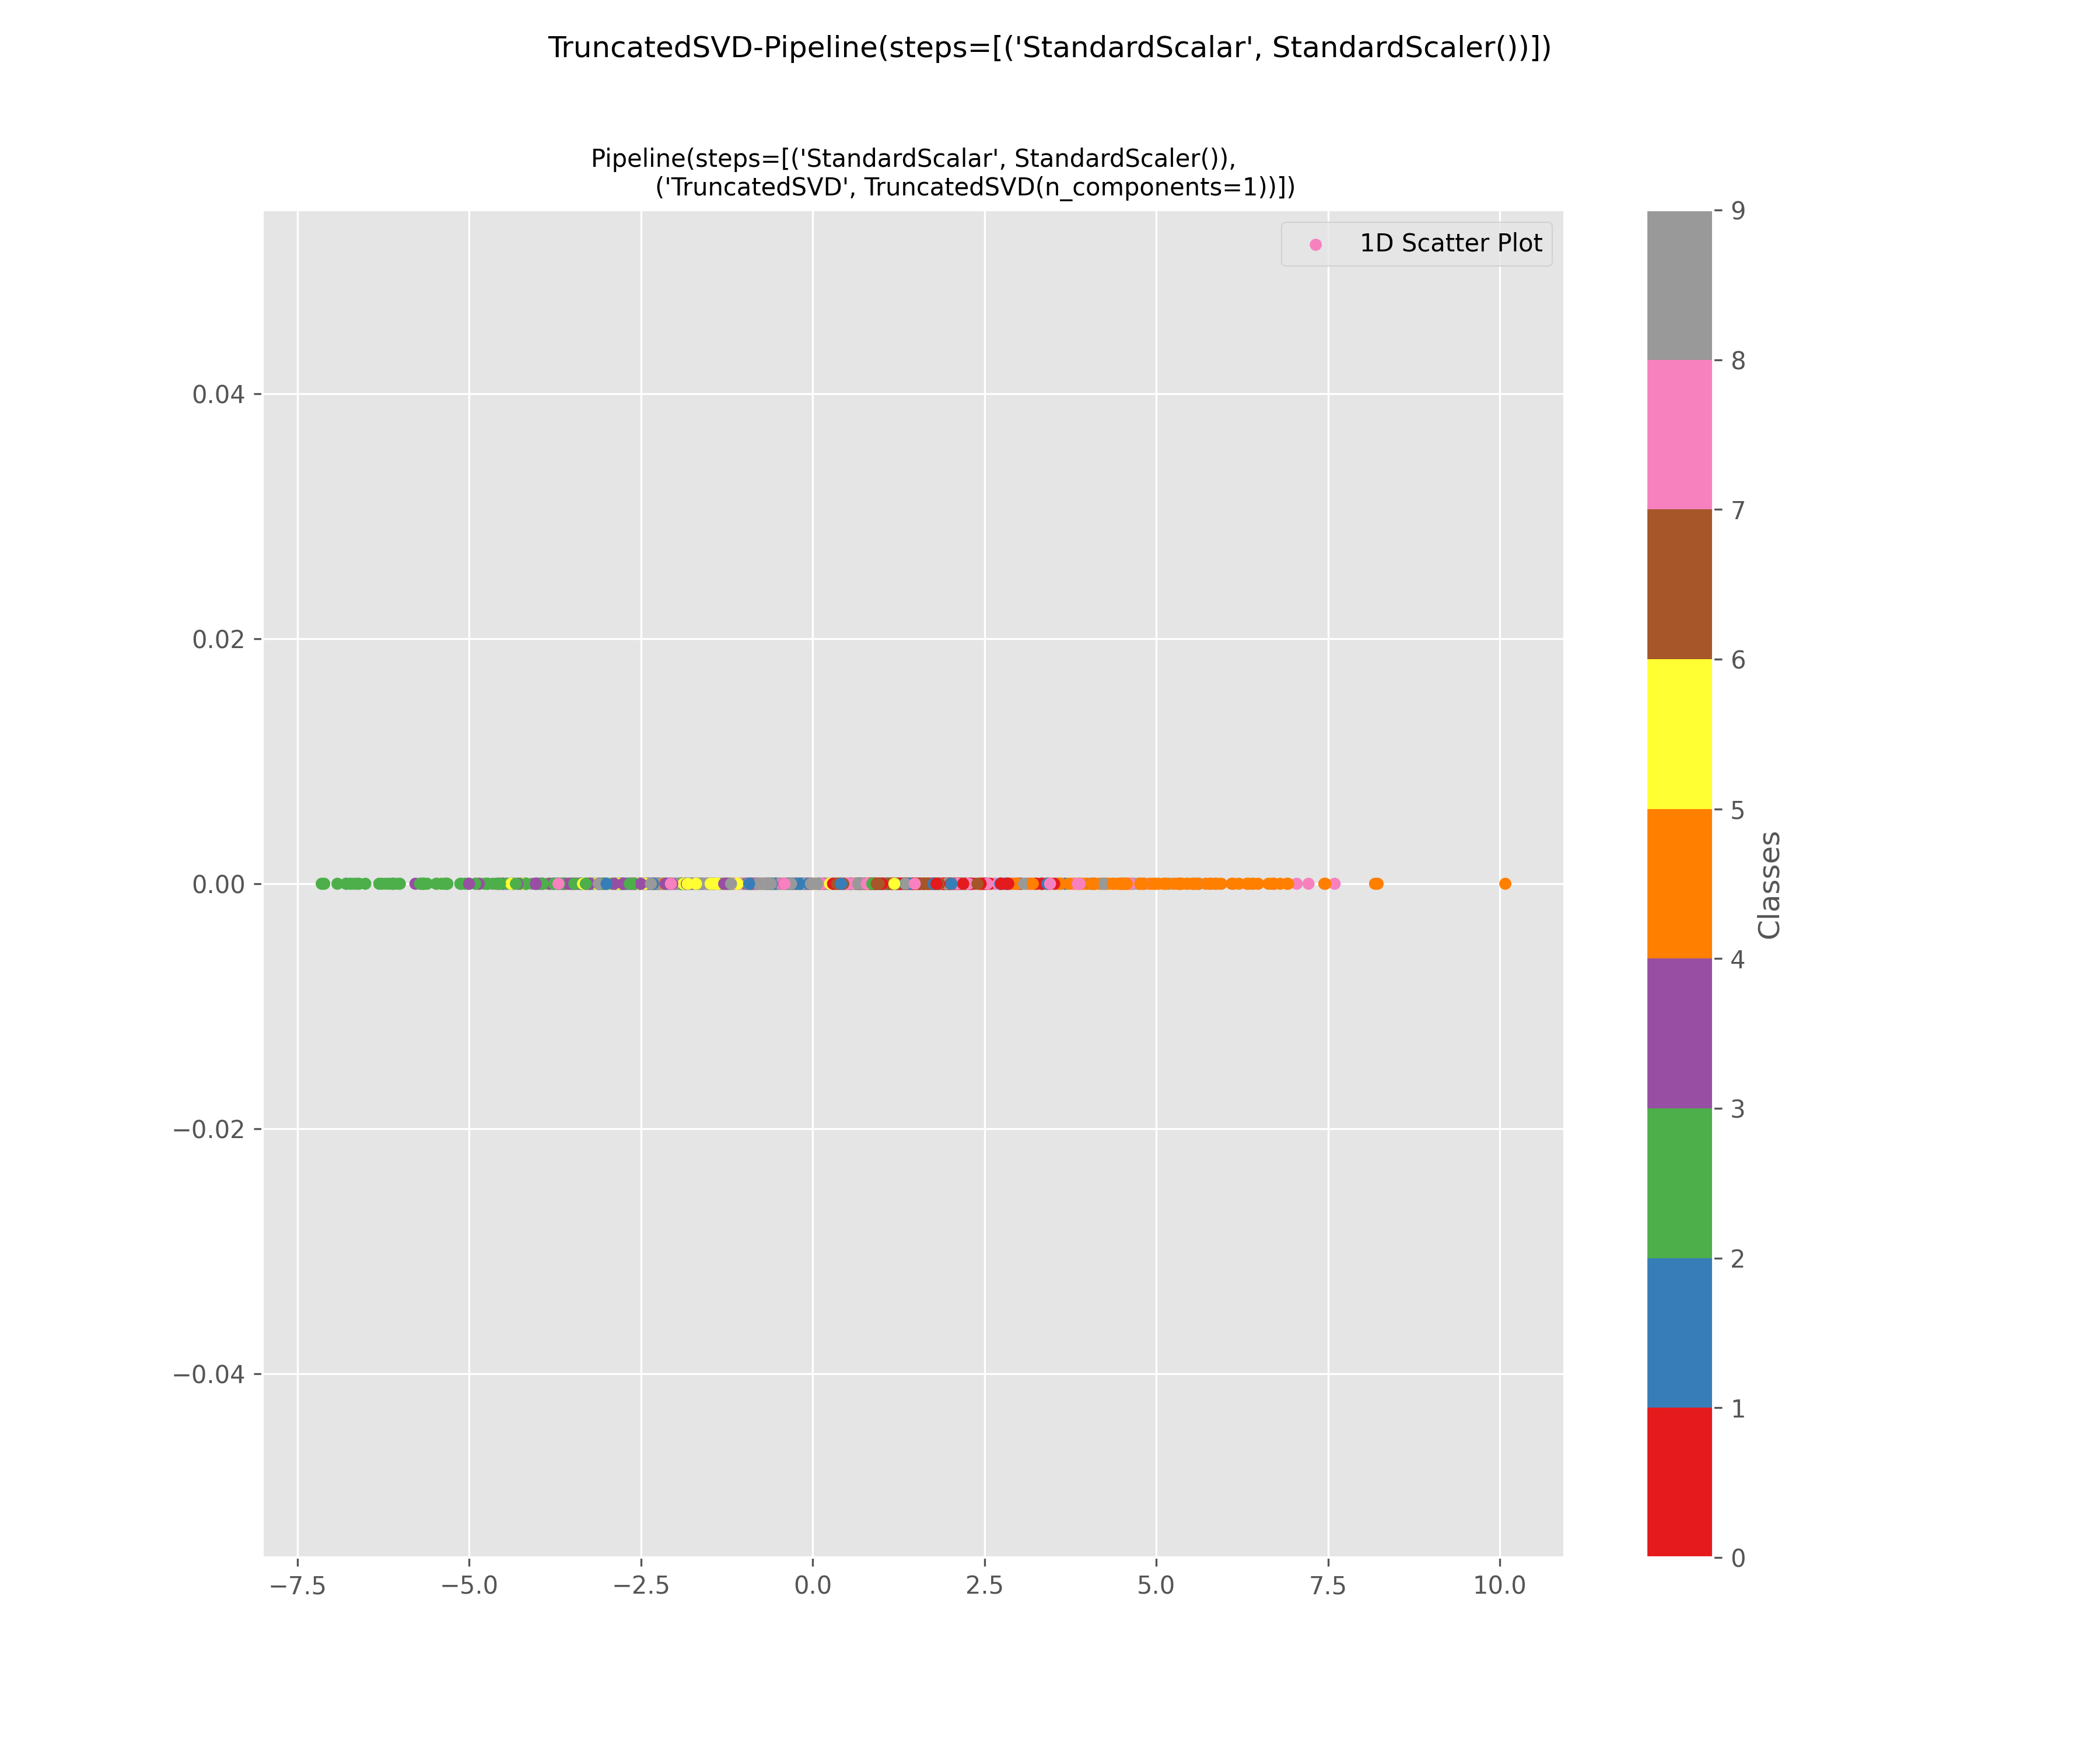 TruncatedSVD-Pipeline(steps=[('StandardScalar', StandardScaler())])
Pipeline(steps=[('StandardScalar', StandardScaler()),
('TruncatedSVD', TruncatedSVD(n_components=1))])
1D Scatter Plot
0.04
0.02
0.00
−0.02
−0.04
−7.5 −5.0 −2.5 0.0 2.5 5.0 7.5 10.0
9
8
7
6
5
4
3
2
1
0
Classes